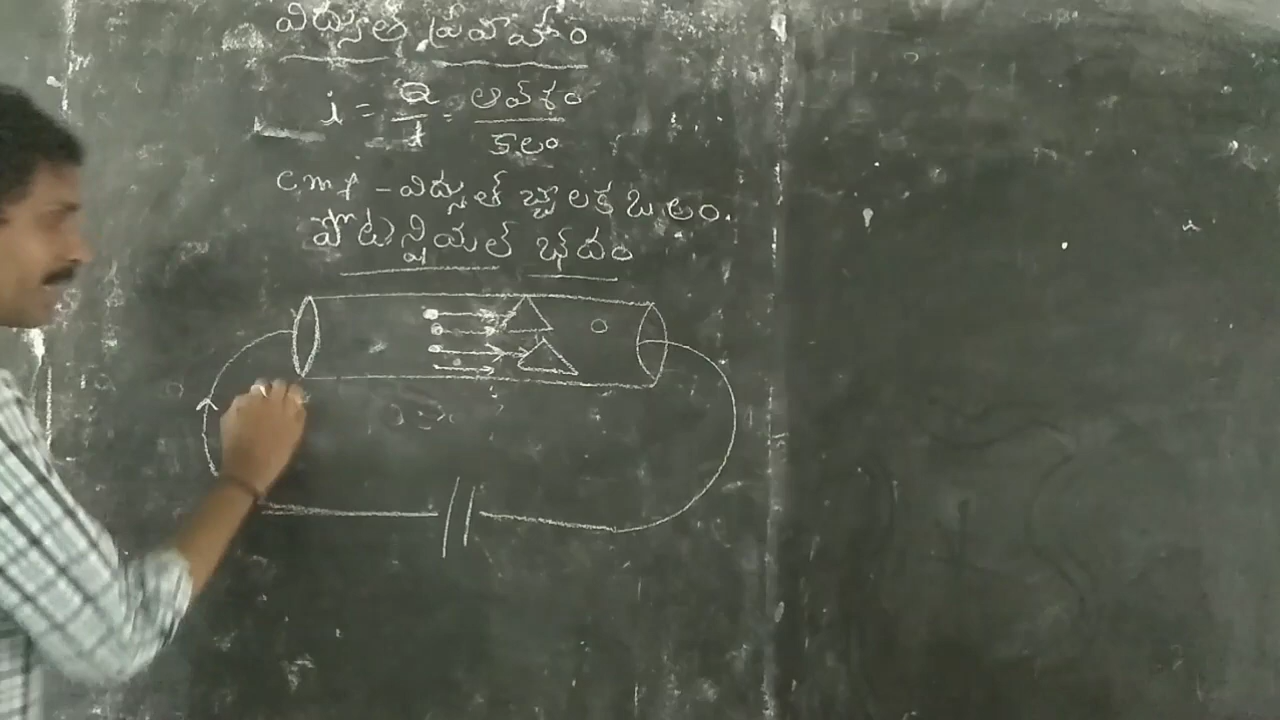 విద్యుత్ ప్రవాహం
i = Q/t = ఆవేశం/కాలం
emf - విద్యుత్ చ్ఛాలక బలం.
పొటెన్షియల్ భేదం